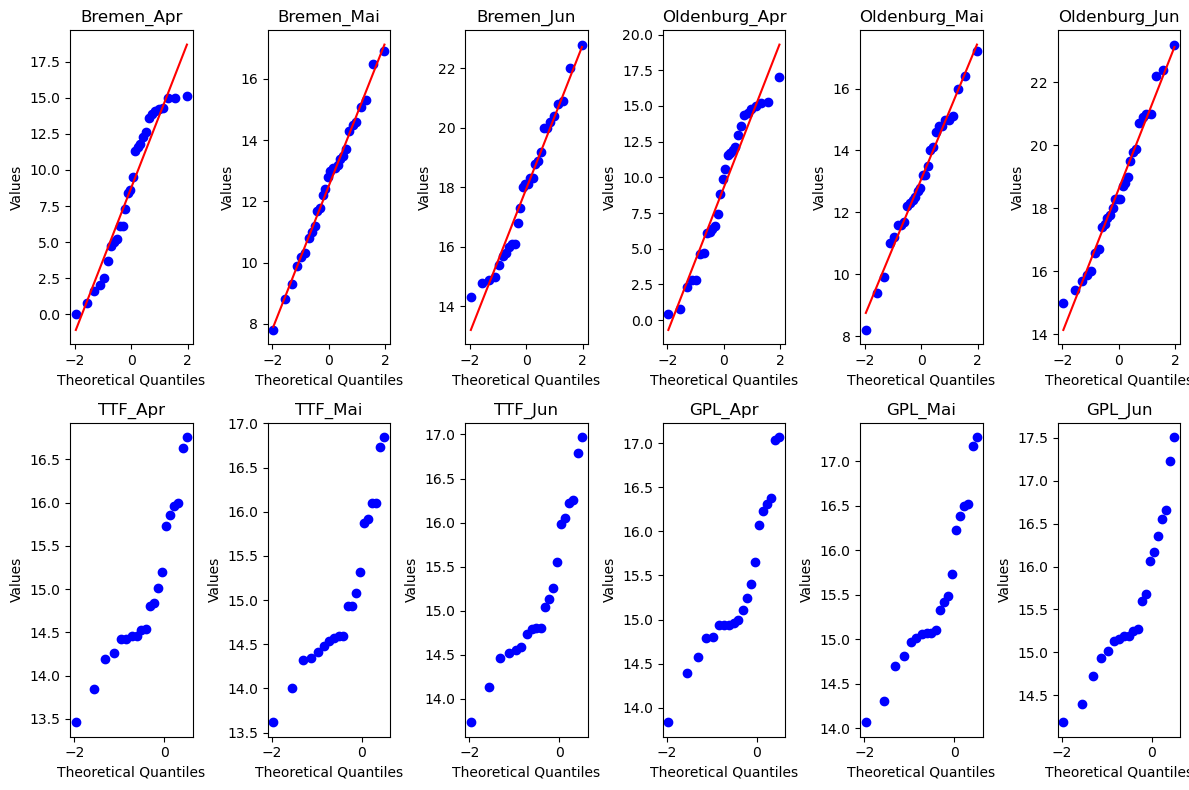 Bremen_Apr Bremen_Mai Bremen_Jun Oldenburg_Apr Oldenburg_Mai Oldenburg_Jun
Values Values Values Values Values Values
17.5 15.0 12.5 10.0 7.5 5.0 2.5 0.0
16 14 12 10 8
22 20 18 16 14
20.0 17.5 15.0 12.5 10.0 7.5 5.0 2.5 0.0
16 14 12 10 8
22 20 18 16 14
−2 0 2 −2 0 2 −2 0 2 −2 0 2 −2 0 2 −2 0 2
Theoretical Quantiles Theoretical Quantiles Theoretical Quantiles Theoretical Quantiles Theoretical Quantiles Theoretical Quantiles
TTF_Apr TTF_Mai TTF_Jun GPL_Apr GPL_Mai GPL_Jun
Values Values Values Values Values Values
16.5 16.0 15.5 15.0 14.5 14.0 13.5
17.0 16.5 16.0 15.5 15.0 14.5 14.0 13.5
17.0 16.5 16.0 15.5 15.0 14.5 14.0
17.0 16.5 16.0 15.5 15.0 14.5 14.0
17.0 16.5 16.0 15.5 15.0 14.5 14.0
17.5 17.0 16.5 16.0 15.5 15.0 14.5
−2 0 −2 0 −2 0 −2 0 −2 0 −2 0
Theoretical Quantiles Theoretical Quantiles Theoretical Quantiles Theoretical Quantiles Theoretical Quantiles Theoretical Quantiles